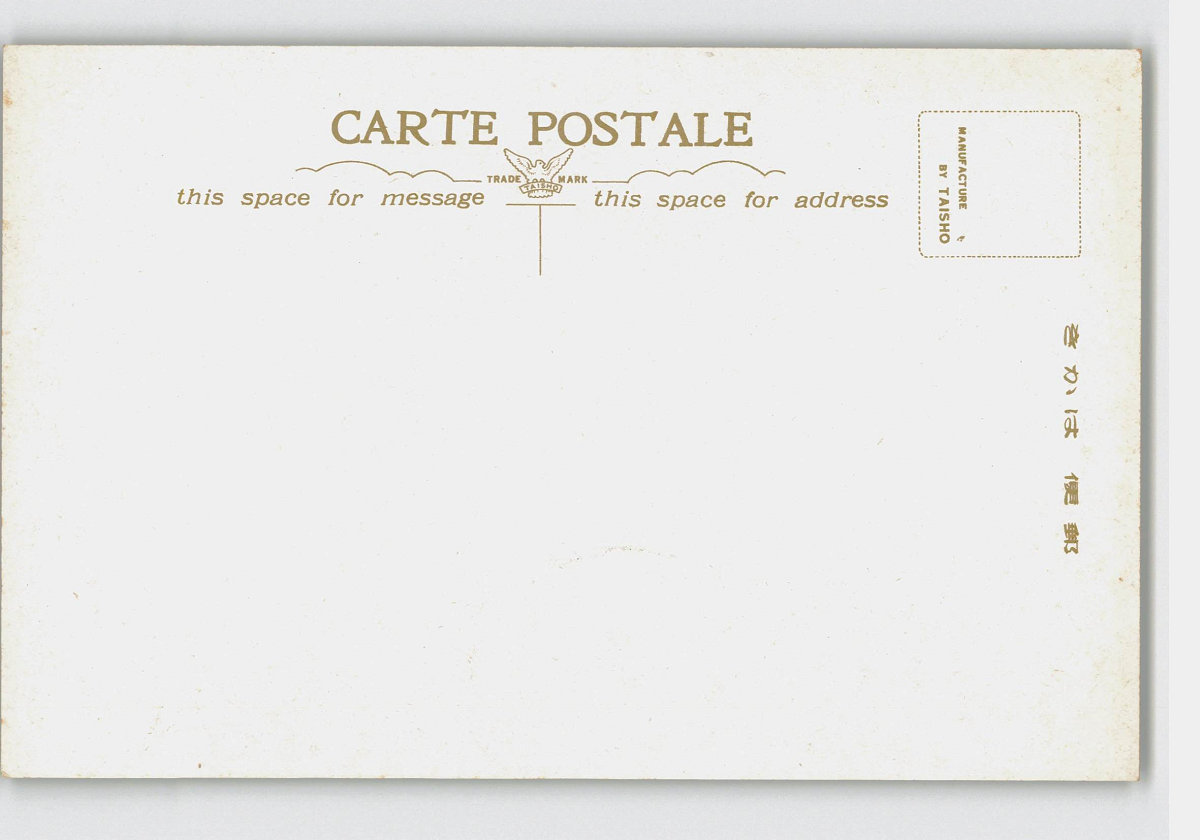 CARTE POSTALE
TRADE MARK
TAISHO
this space for message
this space for address
MANUFACTURE
BY TAISHO
郵便 はかき